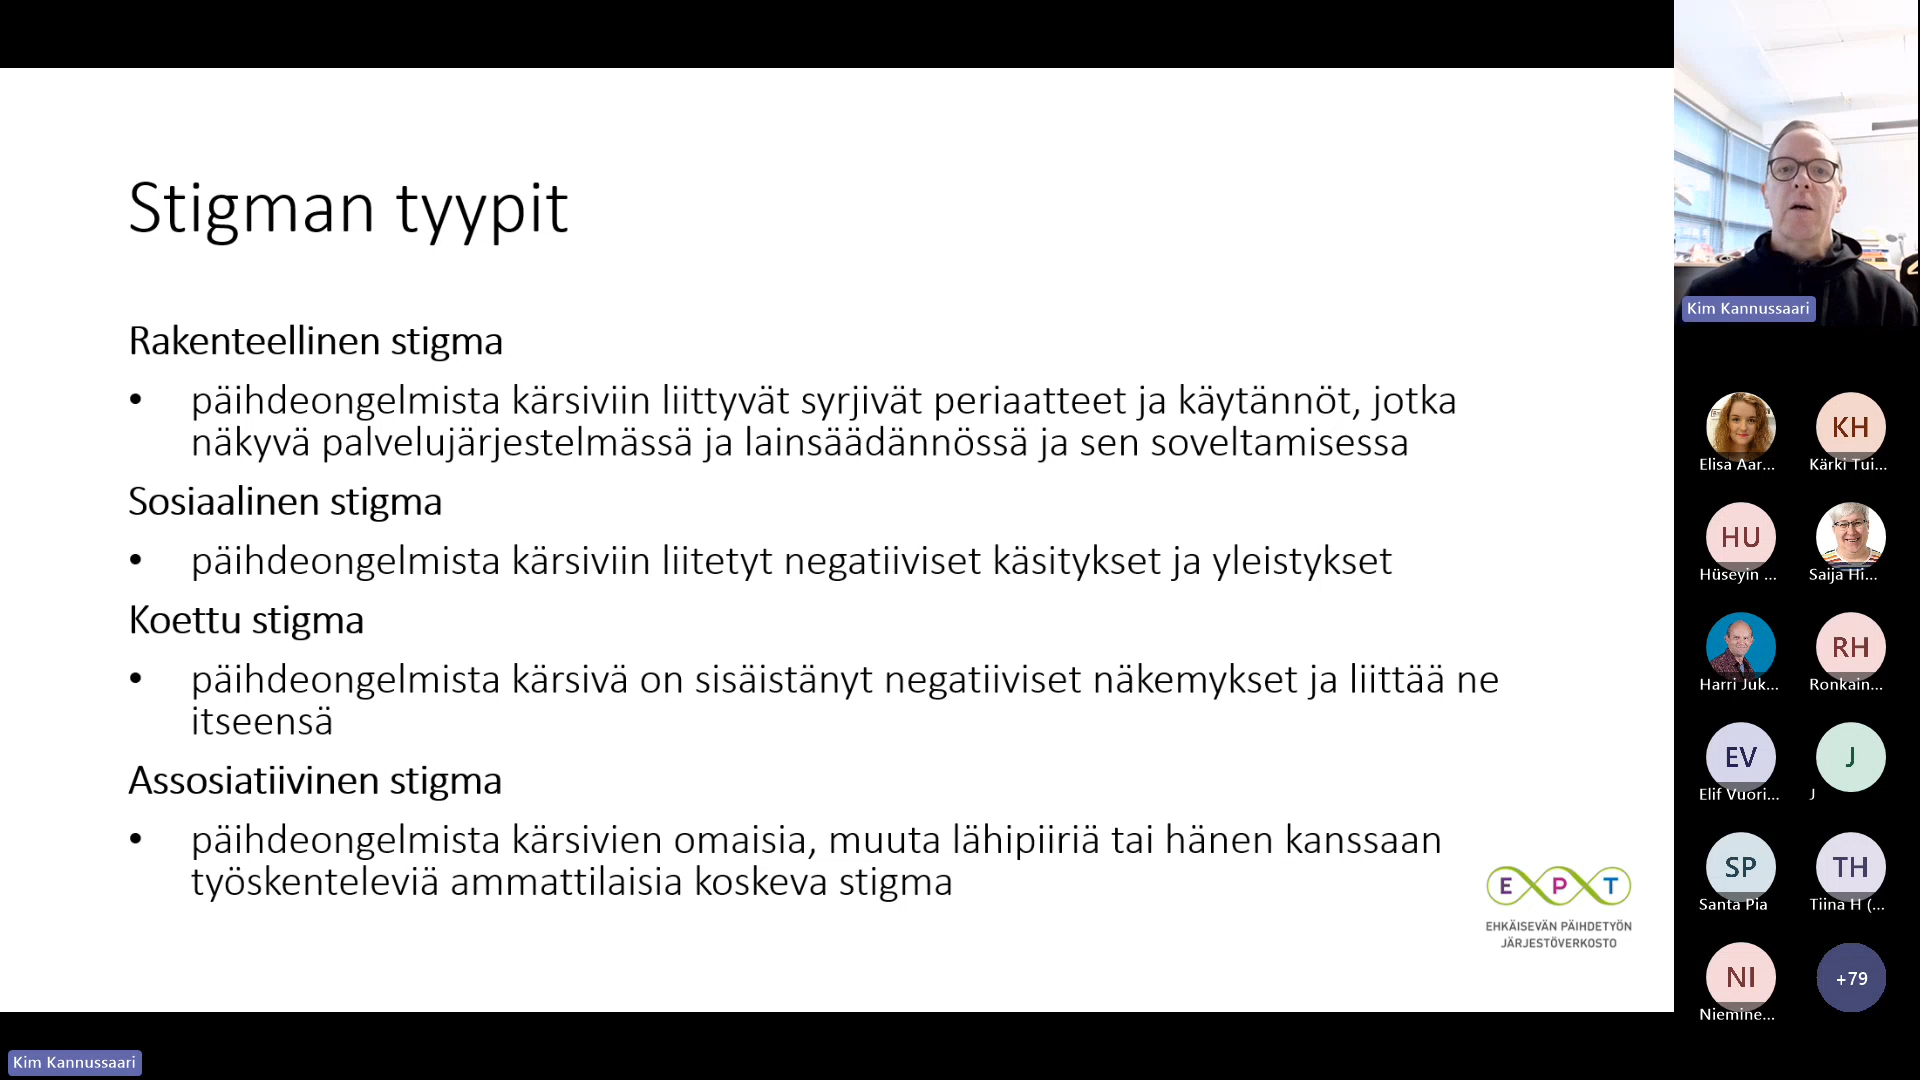 Stigman tyypit
Rakenteellinen stigma
• päihdeongelmista kärsiviin liittyvät syrjivät periaatteet ja käytännöt, jotka
näkyvä palvelujärjestelmässä ja lainsäädännössä ja sen soveltamisessa
Sosiaalinen stigma
• päihdeongelmista kärsiviin liitetyt negatiiviset käsitykset ja yleistykset
Koettu stigma
• päihdeongelmista kärsivä on sisäistänyt negatiiviset näkemykset ja liittää ne
itseensä
Assosiatiivinen stigma
• päihdeongelmista kärsivien omaisia, muuta lähipiiriä tai hänen kanssaan
työskenteleviä ammattilaisia koskeva stigma
E P T
EHKÄISEVÄN PÄIHDETYÖN
JÄRJESTÖVERKOSTO
Kim Kannussaari
Elisa Aar...
KH
Kärki Tui...
HU
Hüseyin ...
Saija Hi...
Harri Juk...
RH
Ronkain...
EV
Elif Vuori...
J
J
SP
Santa Pia
TH
Tiina H (...
NI
Niemine...
+79
Kim Kannussaari